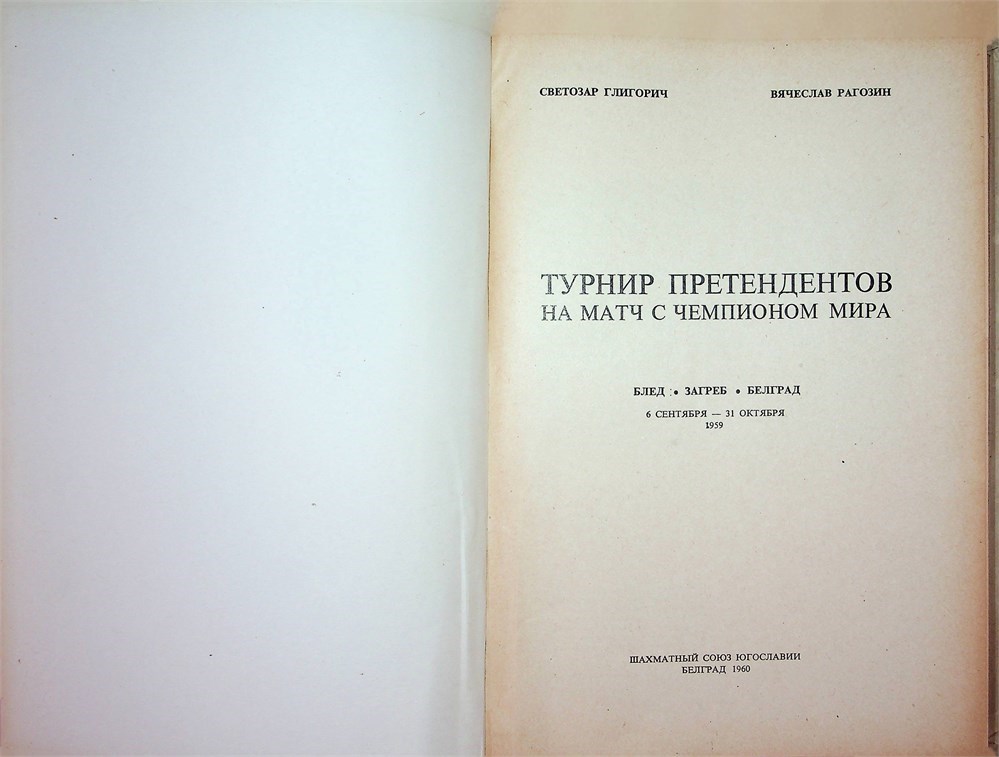 СВЕТОЗАР ГЛИГОРИЧ ВЯЧЕСЛАВ РАГОЗИН
ТУРНИР ПРЕТЕНДЕНТОВ
НА МАТЧ С ЧЕМПИОНОМ МИРА
БЛЕД • ЗАГРЕБ • БЕЛГРАД
6 СЕНТЯБРЯ — 31 ОКТЯБРЯ
1959
ШАХМАТНЫЙ СОЮЗ ЮГОСЛАВИИ
БЕЛГРАД 1960